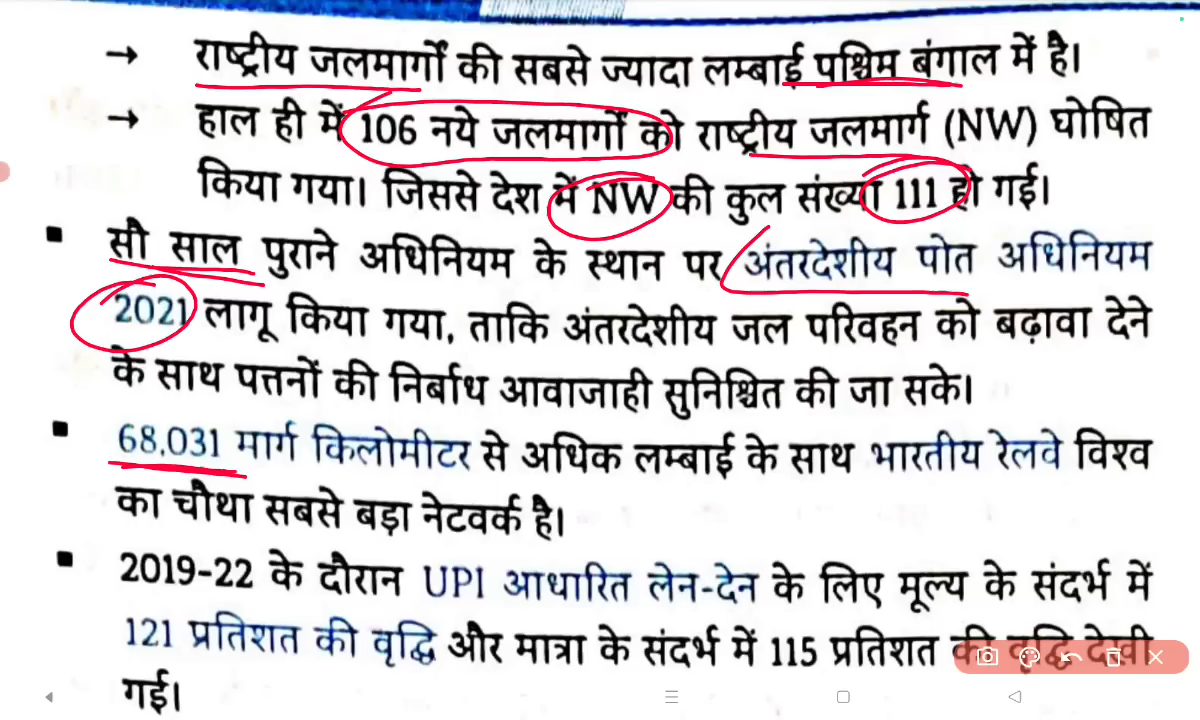 → राष्ट्रीय जलमार्गों की सबसे ज्यादा लम्बाई पश्चिम बंगाल में है।
→ हाल ही में 106 नये जलमार्गों को राष्ट्रीय जलमार्ग (NW) घोषित
किया गया। जिससे देश में NW की कुल संख्या 111 हो गई।
▪ सौ साल पुराने अधिनियम के स्थान पर अंतरदेशीय पोत अधिनियम
2021 लागू किया गया, ताकि अंतरदेशीय जल परिवहन को बढ़ावा देने
के साथ पत्तनों की निर्बाध आवाजाही सुनिश्चित की जा सके।
▪ 68,031 मार्ग किलोमीटर से अधिक लम्बाई के साथ भारतीय रेलवे विश्व
का चौथा सबसे बड़ा नेटवर्क है।
▪ 2019-22 के दौरान UPI आधारित लेन-देन के लिए मूल्य के संदर्भ में
121 प्रतिशत की वृद्धि और मात्रा के संदर्भ में 115 प्रतिशत की वृद्धि देखी
गई।